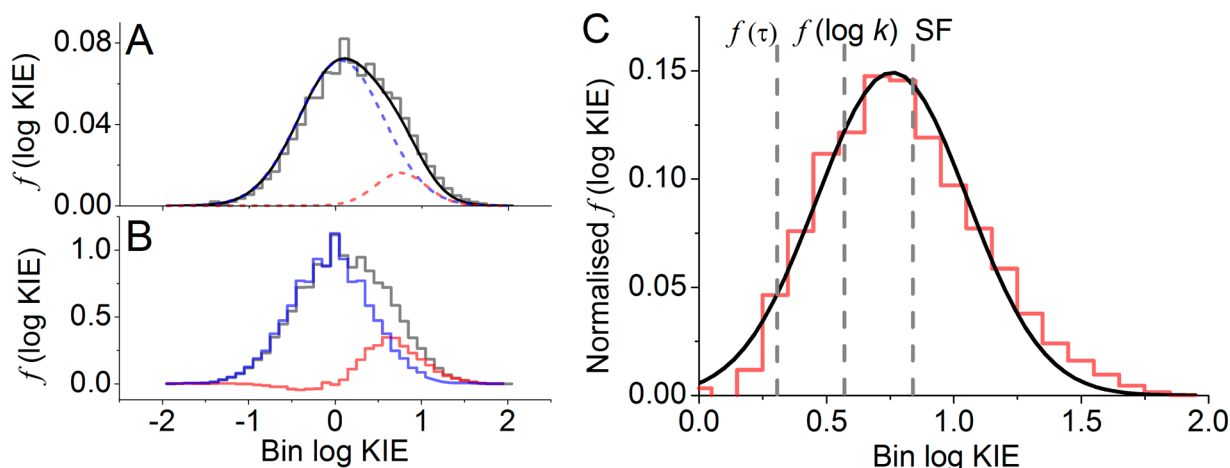 A
f (log KIE)
0.08
0.04
0.00
B
f (log KIE)
1.0
0.5
0.0
-2 -1 0 1 2
Bin log KIE
C
f (τ) f (log k) SF
Normalised f (log KIE)
0.15
0.10
0.05
0.00
0.0 0.5 1.0 1.5 2.0
Bin log KIE